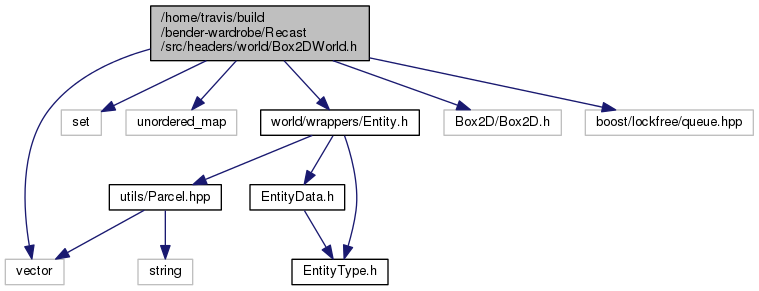 /home/travis/build
/bender-wardrobe/Recast
/src/headers/world/Box2DWorld.h
set
unordered_map
world/wrappers/Entity.h
Box2D/Box2D.h
boost/lockfree/queue.hpp
utils/Parcel.hpp
EntityData.h
vector
string
EntityType.h